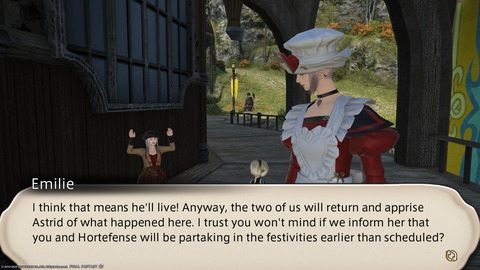 Emilie
I think that means he'll live! Anyway, the two of us will return and apprise
Astrid of what happened here. I trust you won't mind if we inform her that
you and Hortefense will be partaking in the festivities earlier than scheduled?